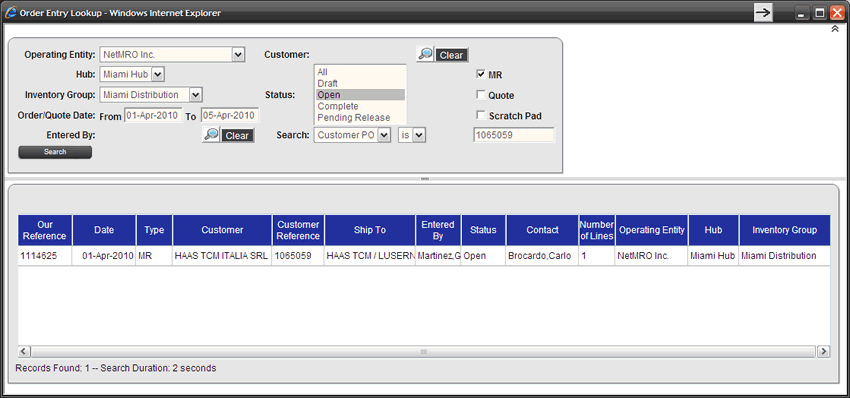 Order Entry Lookup - Windows Internet Explorer
Operating Entity: NetMRO Inc. Customer: Clear
Hub: Miami Hub All MR
Draft
Inventory Group: Miami Distribution Status: Open Quote
Complete
Order/Quote Date: From 01-Apr-2010 To 05-Apr-2010 Pending Release Scratch Pad
Entered By: Clear Search: Customer PO is 1065059
Search
Our Reference Date Type Customer Customer Reference Ship To Entered By Status Contact Number of Lines Operating Entity Hub Inventory Group
1114625 01-Apr-2010 MR HAAS TCM ITALIA SRL 1065059 HAAS TCM / LUSERN Martinez,G Open Brocardo,Carlo 1 NetMRO Inc. Miami Hub Miami Distribution
Records Found: 1 -- Search Duration: 2 seconds